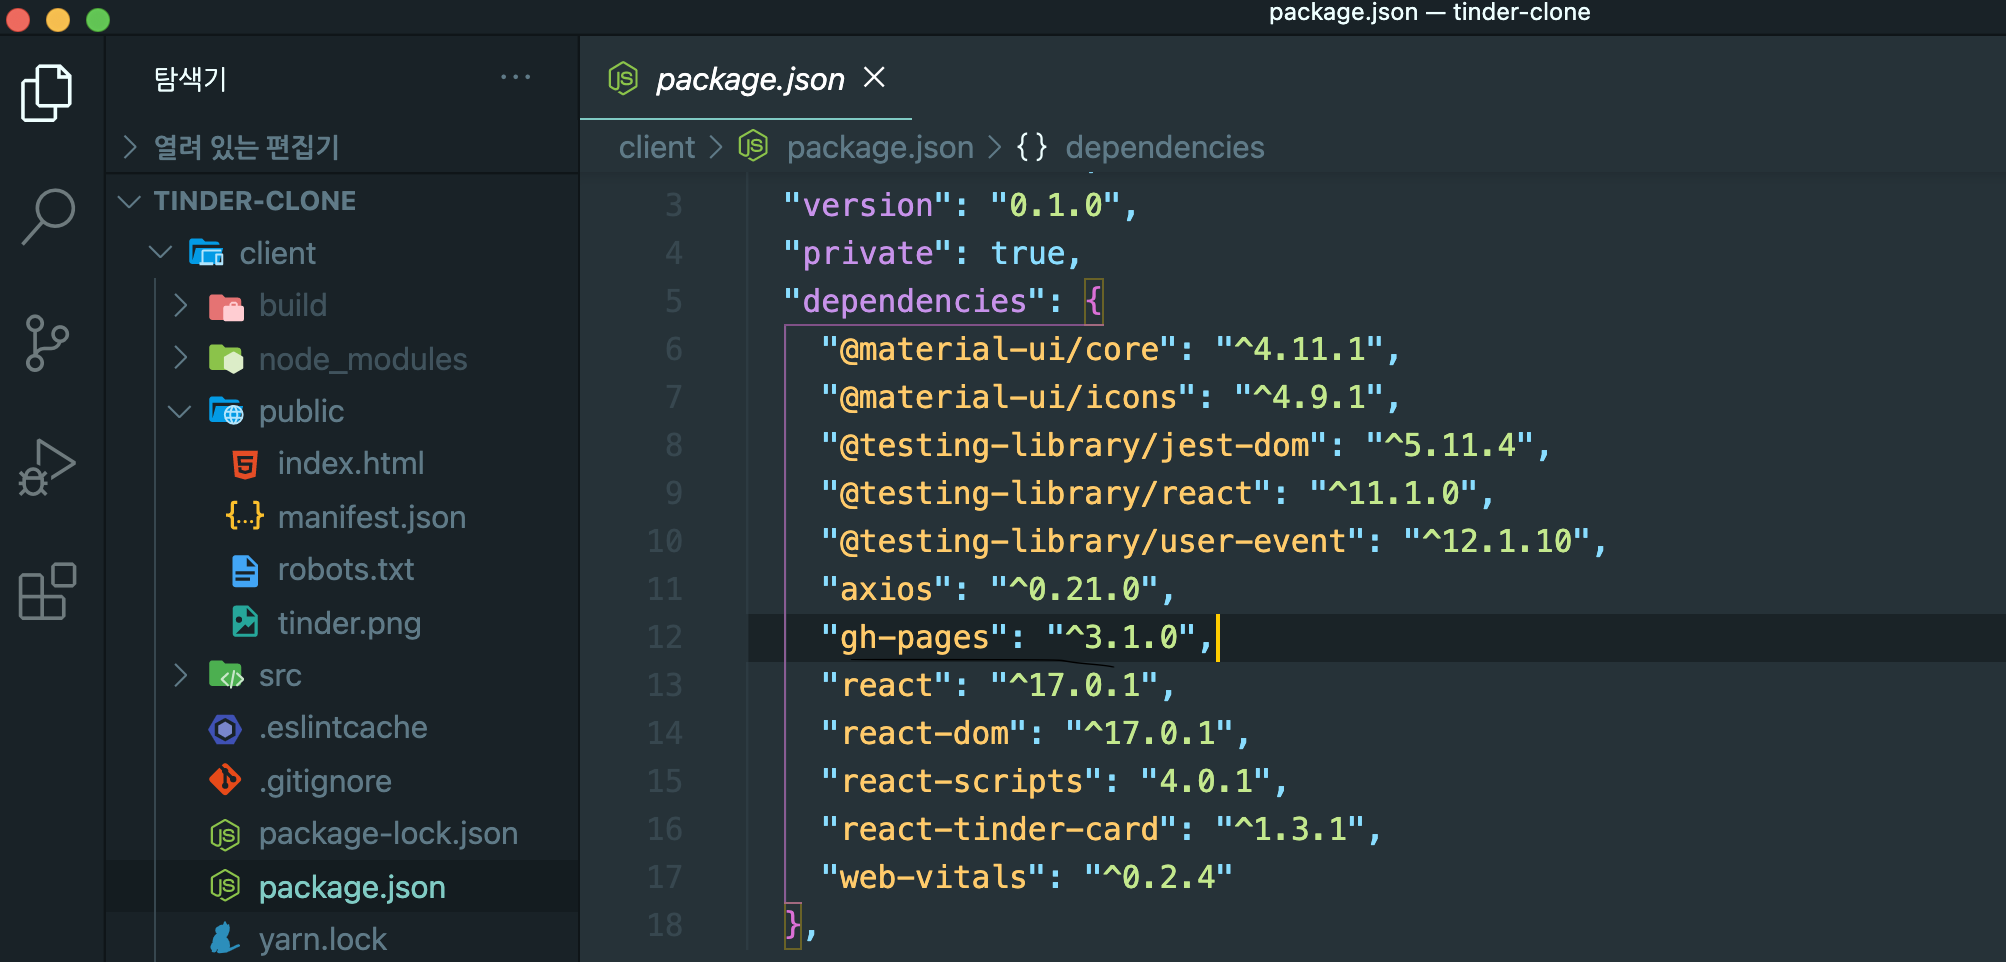 package.json — tinder-clone
탐색기
···
열려 있는 편집기
TINDER-CLONE
client
build
node_modules
public
index.html
manifest.json
robots.txt
tinder.png
src
.eslintcache
.gitignore
package-lock.json
package.json
yarn.lock
package.json
client > package.json > {} dependencies
3 "version": "0.1.0",
4 "private": true,
5 "dependencies": {
6 "@material-ui/core": "^4.11.1",
7 "@material-ui/icons": "^4.9.1",
8 "@testing-library/jest-dom": "^5.11.4",
9 "@testing-library/react": "^11.1.0",
10 "@testing-library/user-event": "^12.1.10",
11 "axios": "^0.21.0",
12 "gh-pages": "^3.1.0",
13 "react": "^17.0.1",
14 "react-dom": "^17.0.1",
15 "react-scripts": "4.0.1",
16 "react-tinder-card": "^1.3.1",
17 "web-vitals": "^0.2.4"
18 },